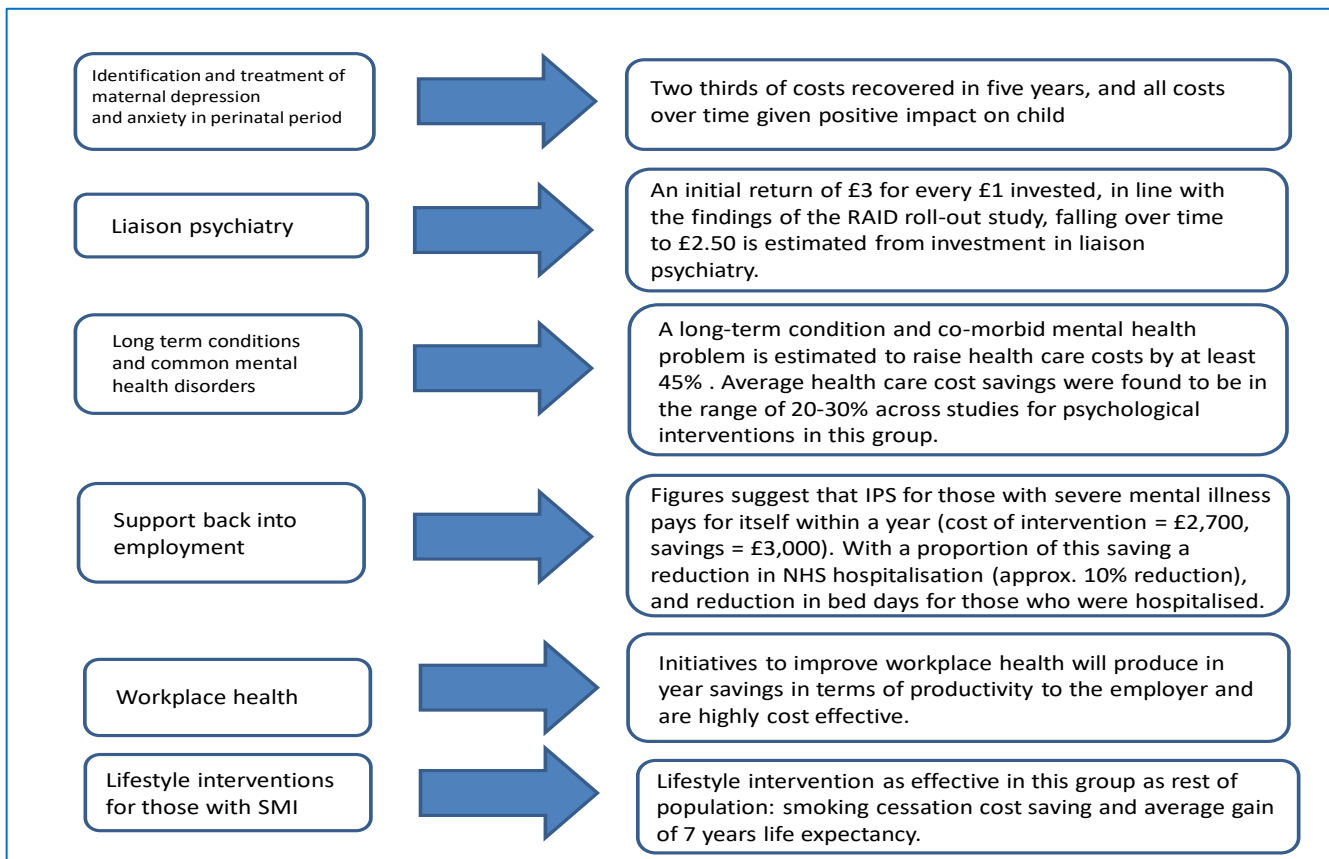 Identification and treatment of
maternal depression
and anxiety in perinatal period
Two thirds of costs recovered in five years, and all costs
over time given positive impact on child
Liaison psychiatry
An initial return of £3 for every £1 invested, in line with
the findings of the RAID roll-out study, falling over time
to £2.50 is estimated from investment in liaison
psychiatry.
Long term conditions
and common mental
health disorders
A long-term condition and co-morbid mental health
problem is estimated to raise health care costs by at least
45% . Average health care cost savings were found to be in
the range of 20-30% across studies for psychological
interventions in this group.
Support back into
employment
Figures suggest that IPS for those with severe mental illness
pays for itself within a year (cost of intervention = £2,700,
savings = £3,000). With a proportion of this saving a
reduction in NHS hospitalisation (approx. 10% reduction),
and reduction in bed days for those who were hospitalised.
Workplace health
Initiatives to improve workplace health will produce in
year savings in terms of productivity to the employer and
are highly cost effective.
Lifestyle interventions
for those with SMI
Lifestyle intervention as effective in this group as rest of
population: smoking cessation cost saving and average gain
of 7 years life expectancy.